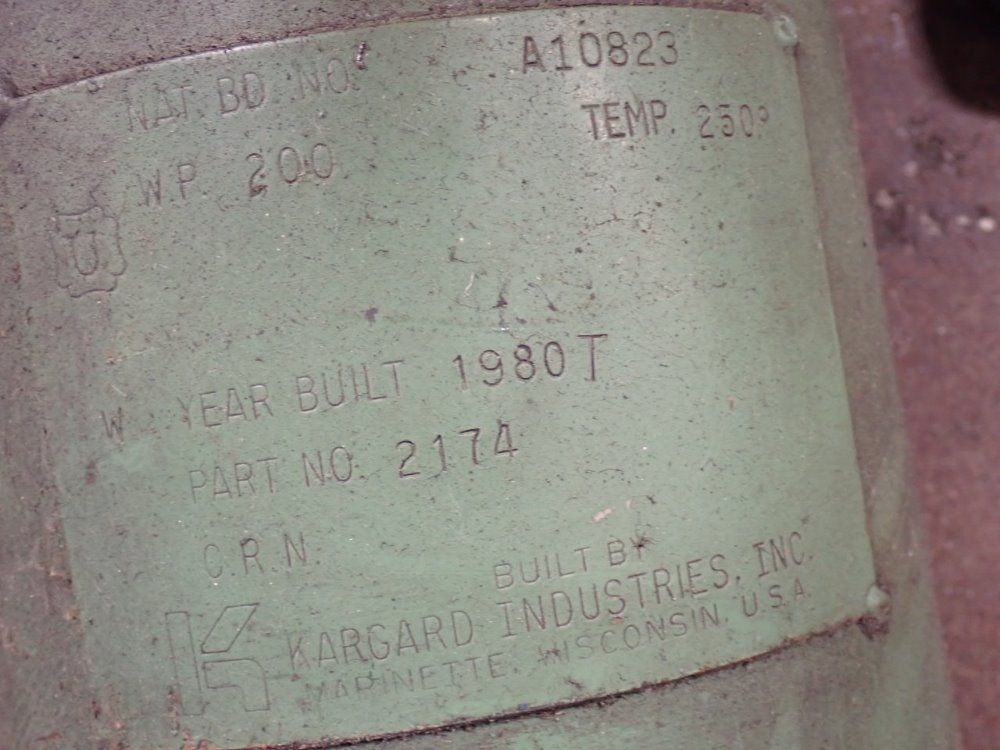 NAT. BD. NO. A10823
W.P. 200 TEMP. 250°
U
W YEAR BUILT 1980 T
PART NO. 2174
C.R.N.
BUILT BY
K KARGARD INDUSTRIES, INC.
MARINETTE, WISCONSIN, U.S.A.